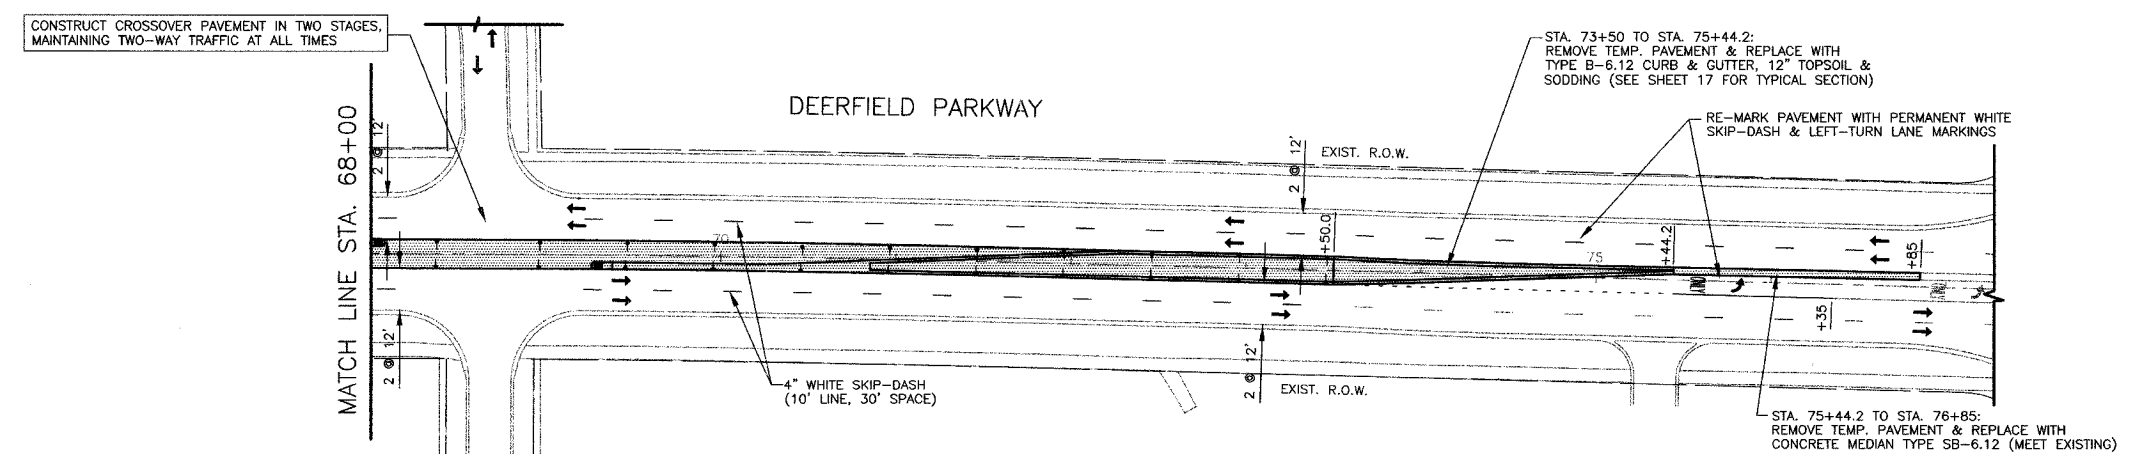 CONSTRUCT CROSSOVER PAVEMENT IN TWO STAGES,
MAINTAINING TWO-WAY TRAFFIC AT ALL TIMES
STA. 73+50 TO STA. 75+44.2:
REMOVE TEMP. PAVEMENT & REPLACE WITH
TYPE B-6.12 CURB & GUTTER, 12" TOPSOIL &
SODDING (SEE SHEET 17 FOR TYPICAL SECTION)
DEERFIELD PARKWAY
RE-MARK PAVEMENT WITH PERMANENT WHITE
SKIP-DASH & LEFT-TURN LANE MARKINGS
MATCH LINE STA. 68+00
2 @ 12'
2 @ 12'
EXIST. R.O.W.
70
+50.0
75
+44.2
+85
ONLY
ONLY
+35
2 @ 12'
4" WHITE SKIP-DASH
(10' LINE, 30' SPACE)
2 @ 12'
EXIST. R.O.W.
STA. 75+44.2 TO STA. 76+85:
REMOVE TEMP. PAVEMENT & REPLACE WITH
CONCRETE MEDIAN TYPE SB-6.12 (MEET EXISTING)